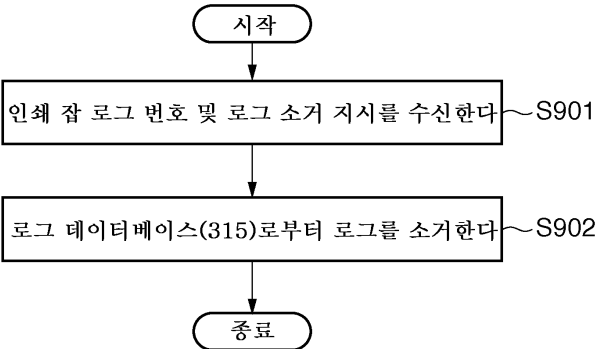 시작
인쇄 잡 로그 번호 및 로그 소거 지시를 수신한다 S901
로그 데이터베이스(315)로부터 로그를 소거한다 S902
종료